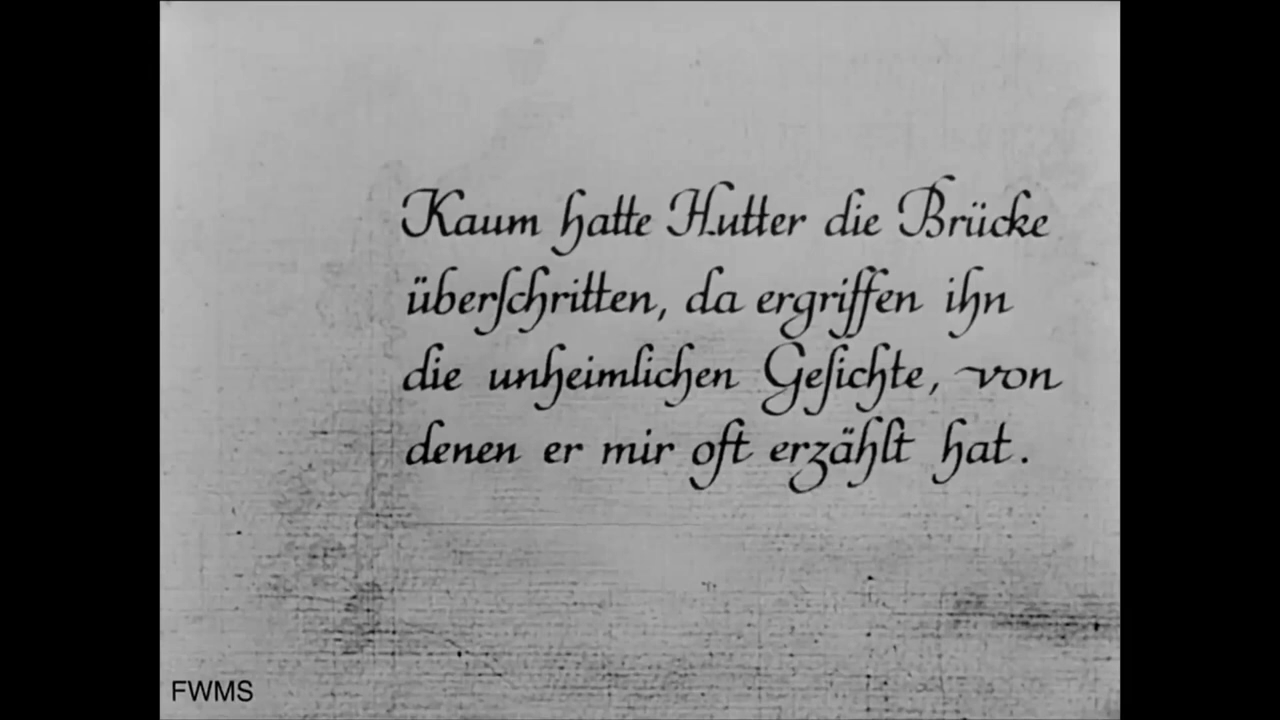 Kaum hatte Hutter die Brücke
überſchritten, da ergriffen ihn
die unheimlichen Geſichte, von
denen er mir oft erzählt hat.
FWMS